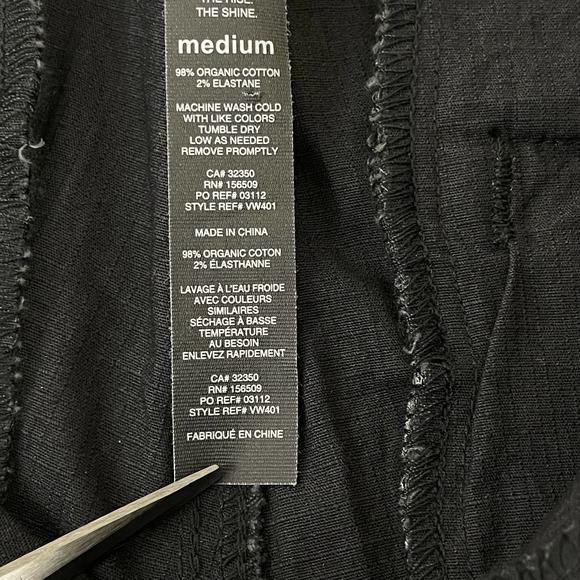 THE RISE.
THE SHINE.
medium
98% ORGANIC COTTON
2% ELASTANE
MACHINE WASH COLD
WITH LIKE COLORS
TUMBLE DRY
LOW AS NEEDED
REMOVE PROMPTLY
CA# 32350
RN# 156509
PO REF# 03112
STYLE REF# VW401
MADE IN CHINA
98% ORGANIC COTON
2% ÉLASTHANNE
LAVAGE À L'EAU FROIDE
AVEC COULEURS
SIMILAIRES
SÉCHAGE À BASSE
TEMPÉRATURE
AU BESOIN
ENLEVEZ RAPIDEMENT
CA# 32350
RN# 156509
PO REF# 03112
STYLE REF# VW401
FABRIQUÉ EN CHINE